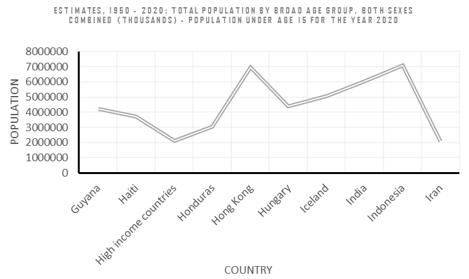 ESTIMATES, 1950 - 2020: TOTAL POPULATION BY BROAD AGE GROUP, BOTH SEXES
COMBINED (THOUSANDS) - POPULATION UNDER AGE 15 FOR THE YEAR 2020
8000000
7000000
6000000
5000000
4000000
3000000
2000000
1000000
0
POPULATION
Guyana
Haiti
High income countries
Honduras
Hong Kong
Hungary
Iceland
India
Indonesia
Iran
COUNTRY